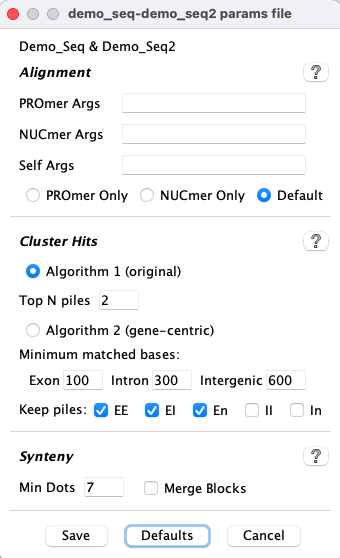 demo_seq-demo_seq2 params file
Demo_Seq & Demo_Seq2
Alignment ?
PROmer Args
NUCmer Args
Self Args
PROmer Only NUCmer Only Default
Cluster Hits ?
Algorithm 1 (original)
Top N piles 2
Algorithm 2 (gene-centric)
Minimum matched bases:
Exon 100 Intron 300 Intergenic 600
Keep piles: EE EI En II In
Synteny ?
Min Dots 7 Merge Blocks
Save Defaults Cancel